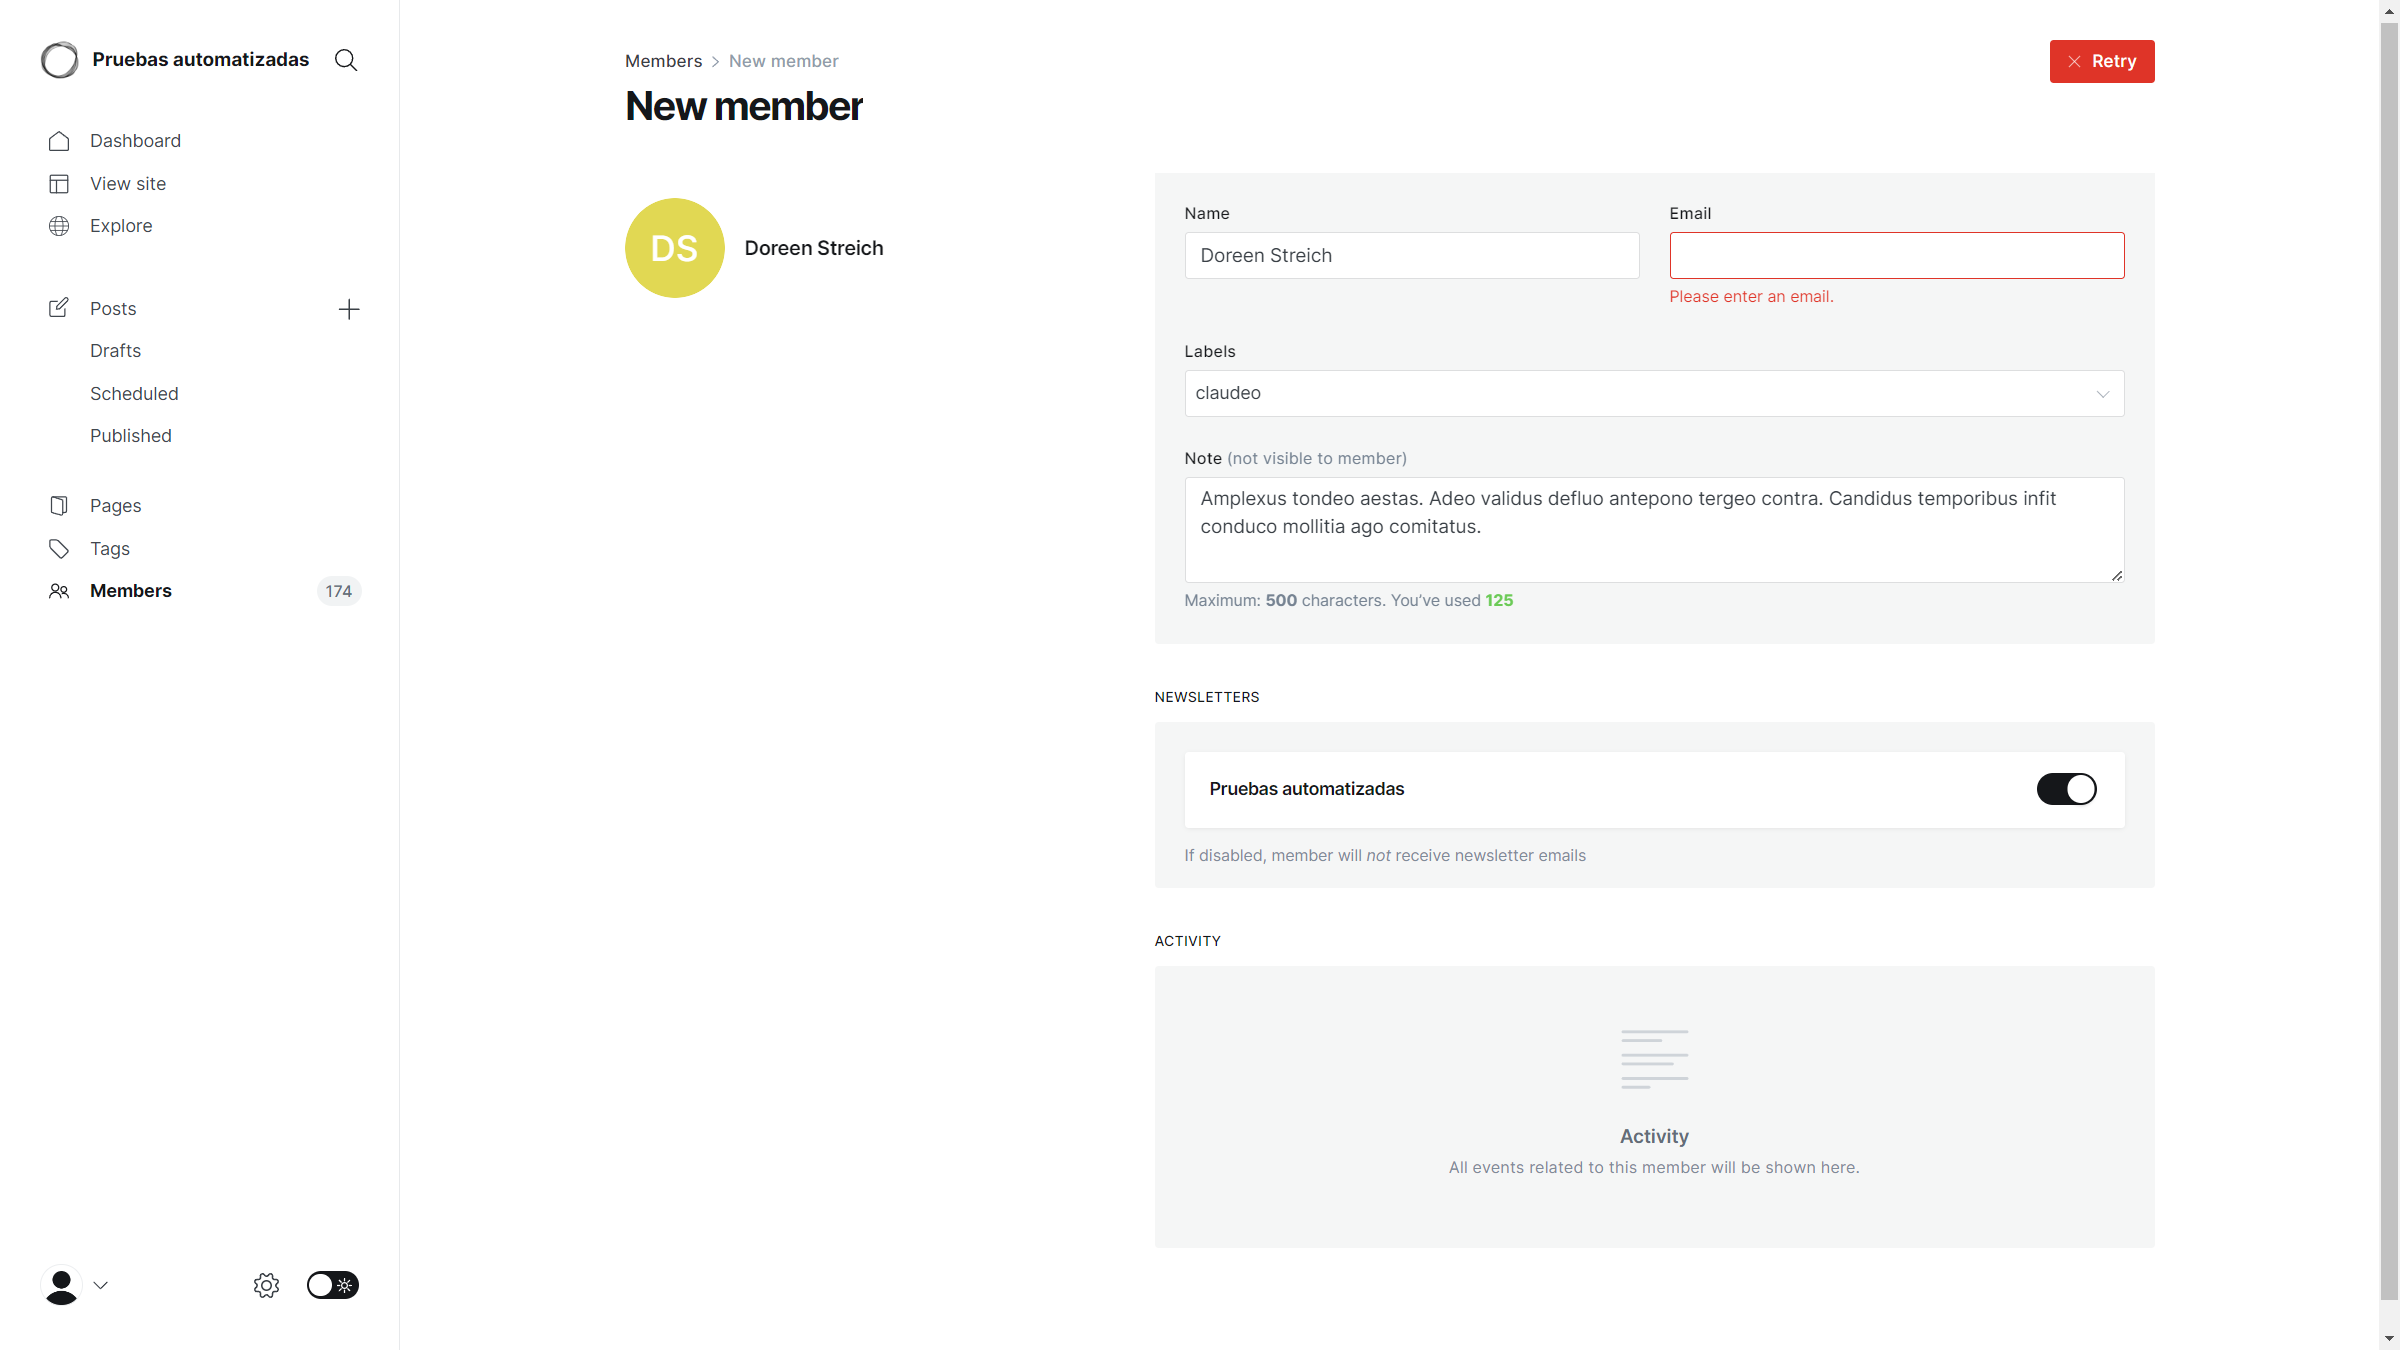 Pruebas automatizadas
Dashboard
View site
Explore
Posts
Drafts
Scheduled
Published
Pages
Tags
Members 174
Members > New member
New member
Retry
DS
Doreen Streich
Name
Doreen Streich
Email
Please enter an email.
Labels
claudeo
Note (not visible to member)
Amplexus tondeo aestas. Adeo validus defluo antepono tergeo contra. Candidus temporibus infit
conduco mollitia ago comitatus.
Maximum: 500 characters. You’ve used 125
NEWSLETTERS
Pruebas automatizadas
If disabled, member will not receive newsletter emails
ACTIVITY
Activity
All events related to this member will be shown here.